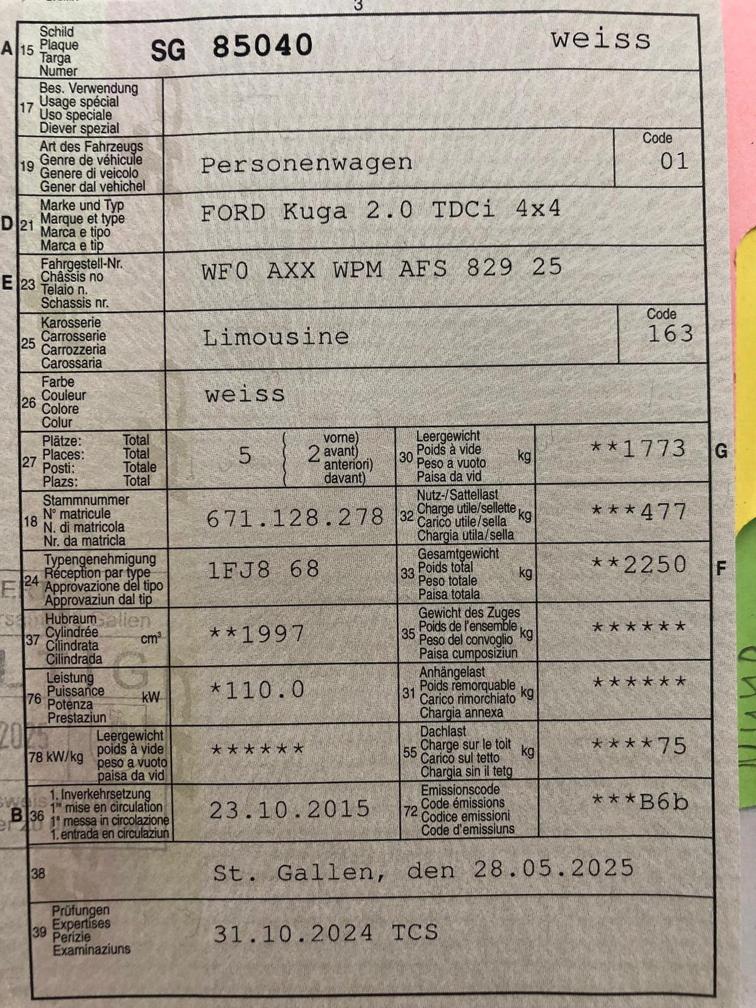 3
A 15 Schild
Plaque
Targa
Numer
SG 85040 weiss
17 Bes. Verwendung
Usage spécial
Uso speciale
Diever spezial
19 Art des Fahrzeugs
Genre de véhicule
Genere di veicolo
Gener dal vehichel
Personenwagen
Code
01
D 21 Marke und Typ
Marque et type
Marca e tipo
Marca e tip
FORD Kuga 2.0 TDCi 4x4
E 23 Fahrgestell-Nr.
Châssis no
Telaio n.
Schassis nr.
WF0 AXX WPM AFS 829 25
25 Karosserie
Carrosserie
Carrozzeria
Carossaria
Limousine
Code
163
26 Farbe
Couleur
Colore
Colur
weiss
27 Plätze: Total
Places: Total
Posti: Totale
Plazs: Total
5 2 vorne)
avant)
anteriori)
davant)
30 Leergewicht
Poids à vide
Peso a vuoto
Paisa da vid
kg
**1773
G
18 Stammnummer
N° matricule
N. di matricola
Nr. da matricla
671.128.278
32 Nutz-/Sattellast
Charge utile/sellette
Carico utile/sella
Chargia utila/sella
kg
***477
24 Typengenehmigung
Réception par type
Approvazione del tipo
Approvaziun dal tip
1FJ8 68
33 Gesamtgewicht
Poids total
Peso totale
Paisa totala
kg
**2250
F
37 Hubraum
Cylindrée
Cilindrata
Cilindrada
cm³
**1997
35 Gewicht des Zuges
Poids de l'ensemble
Peso del convoglio
Paisa cumposiziun
kg
******
76 Leistung
Puissance
Potenza
Prestaziun
kW
*110.0
31 Anhängelast
Poids remorquable
Carico rimorchiato
Chargia annexa
kg
******
78 kW/kg Leergewicht
poids à vide
peso a vuoto
paisa da vid
******
55 Dachlast
Charge sur le toit
Carico sul tetto
Chargia sin il tetg
kg
****75
B 36 1. Inverkehrsetzung
1re mise en circulation
1a messa in circolazione
1. entrada en circulaziun
23.10.2015
72 Emissionscode
Code émissions
Codice emissioni
Code d'emissiuns
***B6b
38 St. Gallen, den 28.05.2025
39 Prüfungen
Expertises
Perizie
Examinaziuns
31.10.2024 TCS